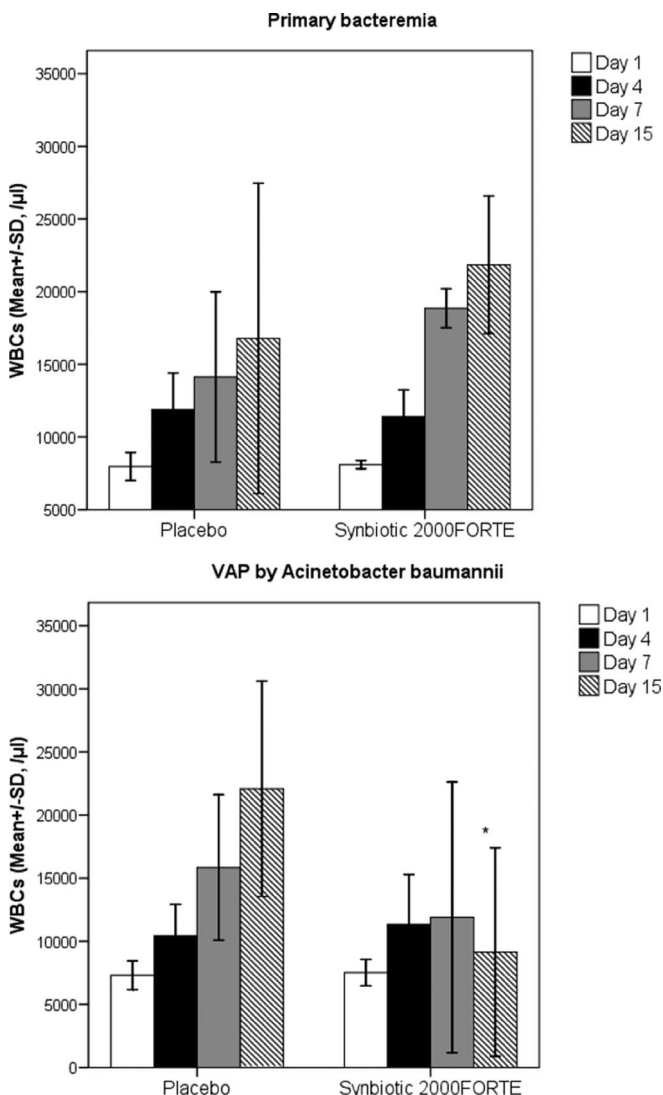 Primary bacteremia
WBCs (Mean+/-SD, /µl)
35000
30000
25000
20000
15000
10000
5000
Placebo
Synbiotic 2000FORTE
Day 1
Day 4
Day 7
Day 15
VAP by Acinetobacter baumannii
WBCs (Mean+/-SD, /µl)
35000
30000
25000
20000
15000
10000
5000
0
*
Placebo
Synbiotic 2000FORTE
Day 1
Day 4
Day 7
Day 15